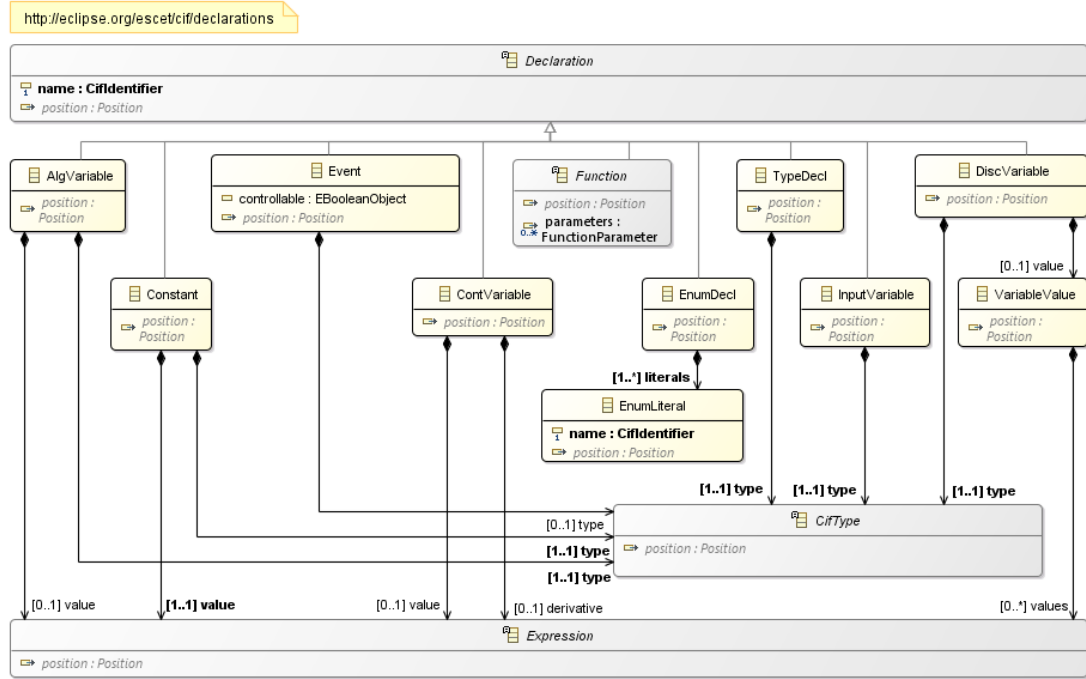 http://eclipse.org/escet/cif/declarations
Declaration
name : CifIdentifier
position : Position
AlgVariable
position :
Position
Event
controllable : EBooleanObject
position : Position
Function
position : Position
parameters :
0..*
FunctionParameter
TypeDecl
position :
Position
DiscVariable
position : Position
[0..1] value
Constant
position :
Position
ContVariable
position : Position
EnumDecl
position :
Position
InputVariable
position :
Position
VariableValue
position :
Position
[1..*] literals
EnumLiteral
name : CifIdentifier
position : Position
[1..1] type
[1..1] type
[1..1] type
CifType
position : Position
[0..1] type
[1..1] type
[1..1] type
[0..1] value
[1..1] value
[0..1] value
[0..1] derivative
[0..*] values
Expression
position : Position